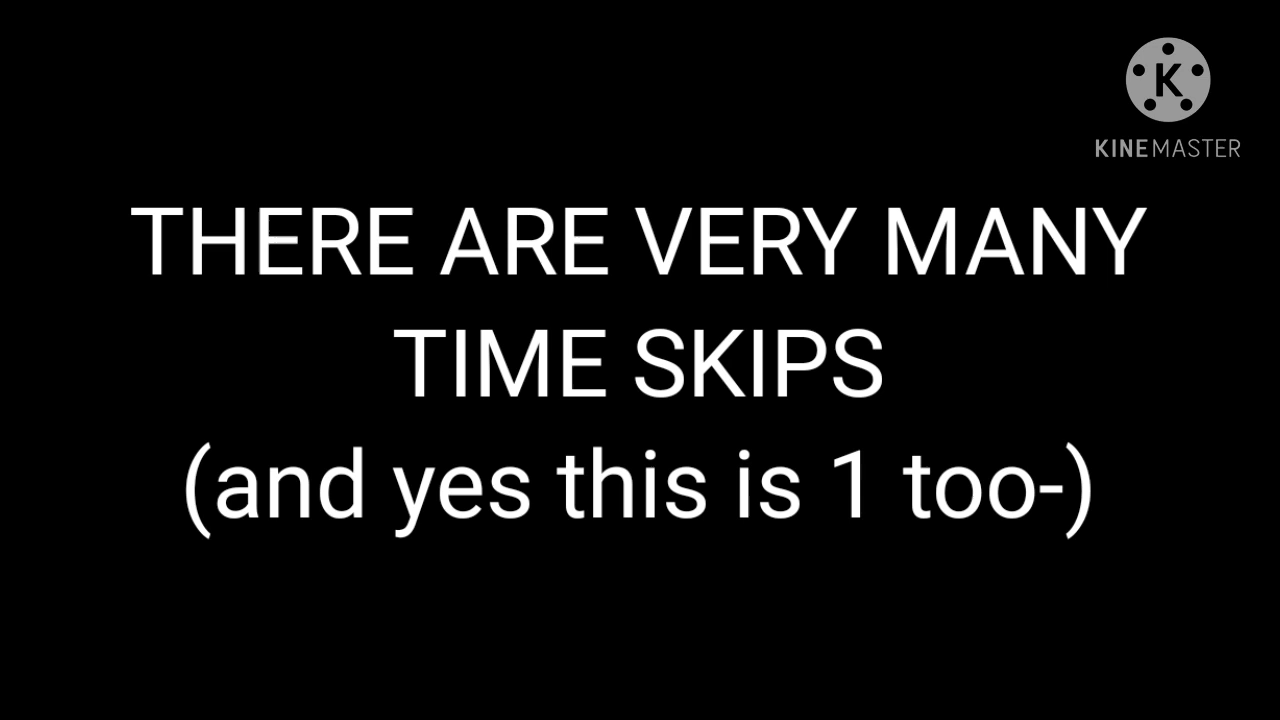 K
KINEMASTER
THERE ARE VERY MANY
TIME SKIPS
(and yes this is 1 too-)